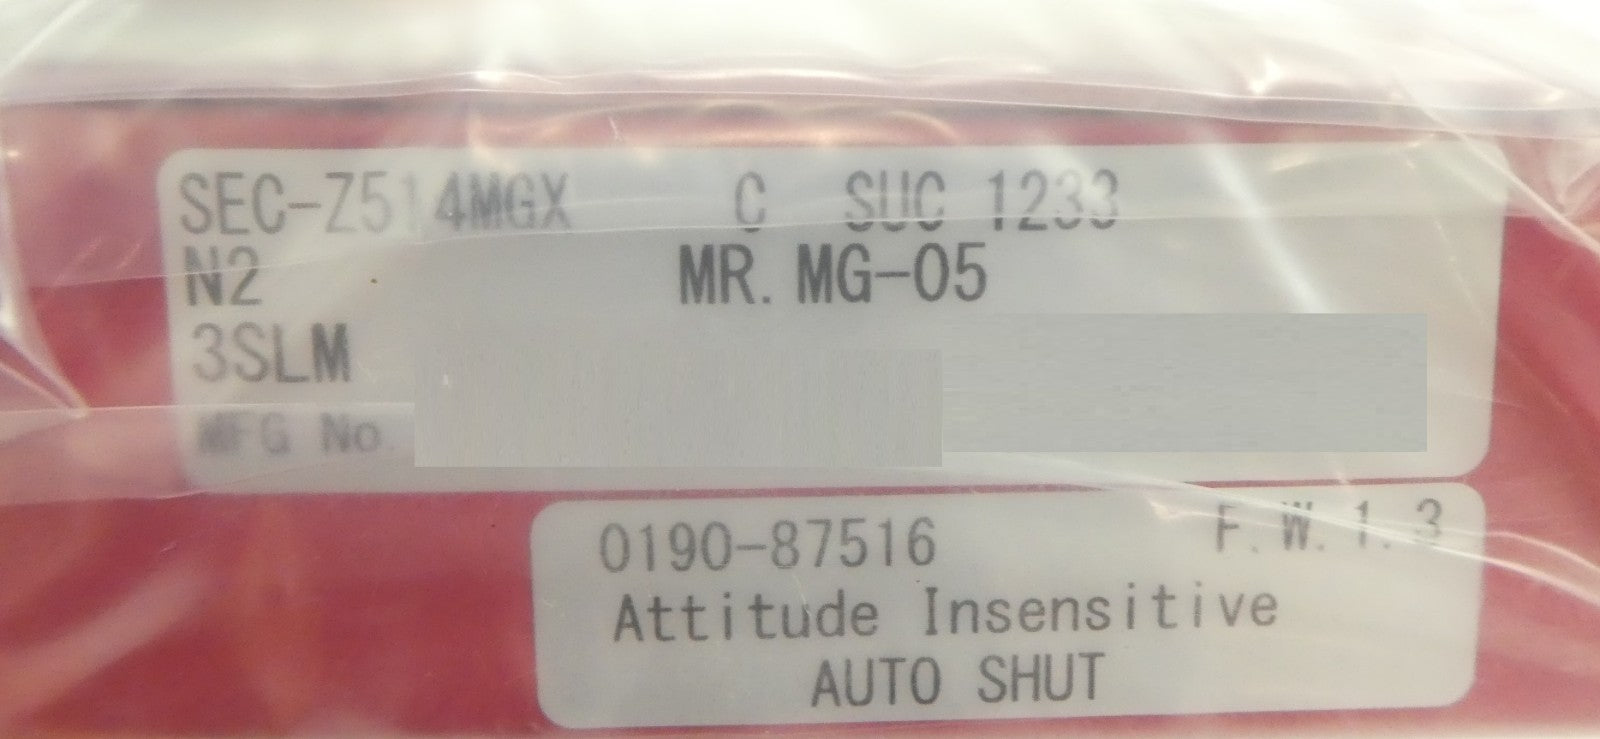 SEC-Z514MGX C SUC 1233
N2 MR. MG-05
3SLM
MFG No.
0190-87516 F. W. 1. 3
Attitude Insensitive
AUTO SHUT